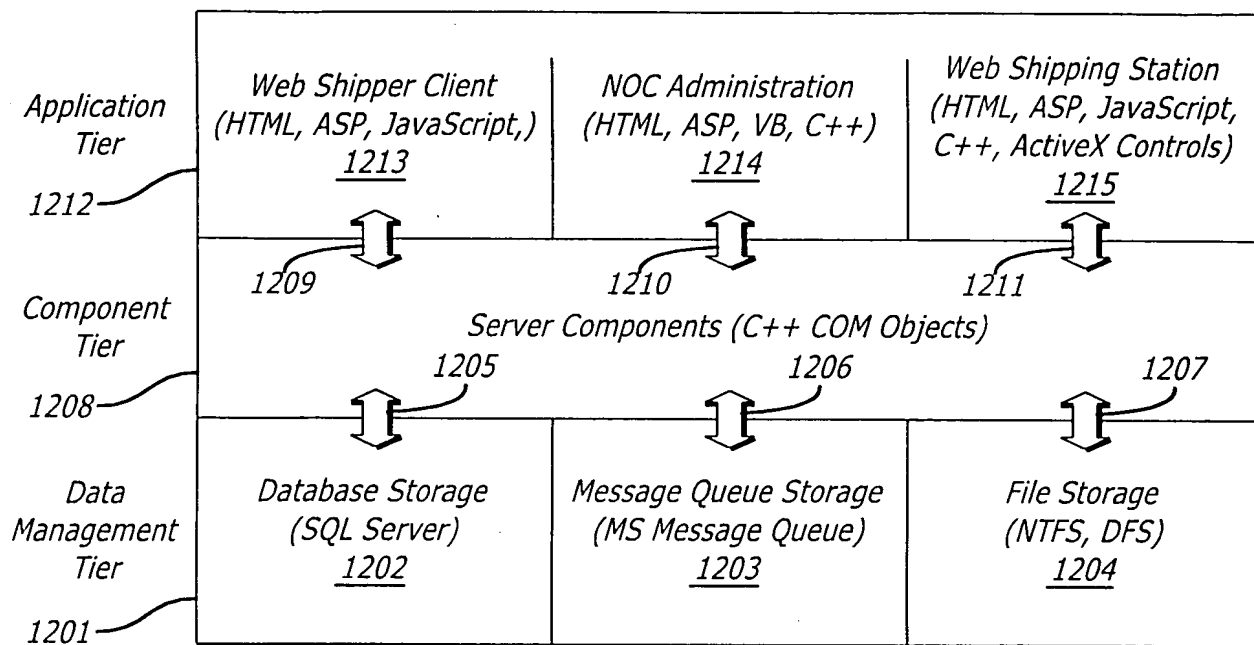 Application
Tier
1212
Web Shipper Client
(HTML, ASP, JavaScript,)
1213
NOC Administration
(HTML, ASP, VB, C++)
1214
Web Shipping Station
(HTML, ASP, JavaScript,
C++, ActiveX Controls)
1215
1209
1210
1211
Component
Tier
1208
Server Components (C++ COM Objects)
1205
1206
1207
Data
Management
Tier
1201
Database Storage
(SQL Server)
1202
Message Queue Storage
(MS Message Queue)
1203
File Storage
(NTFS, DFS)
1204